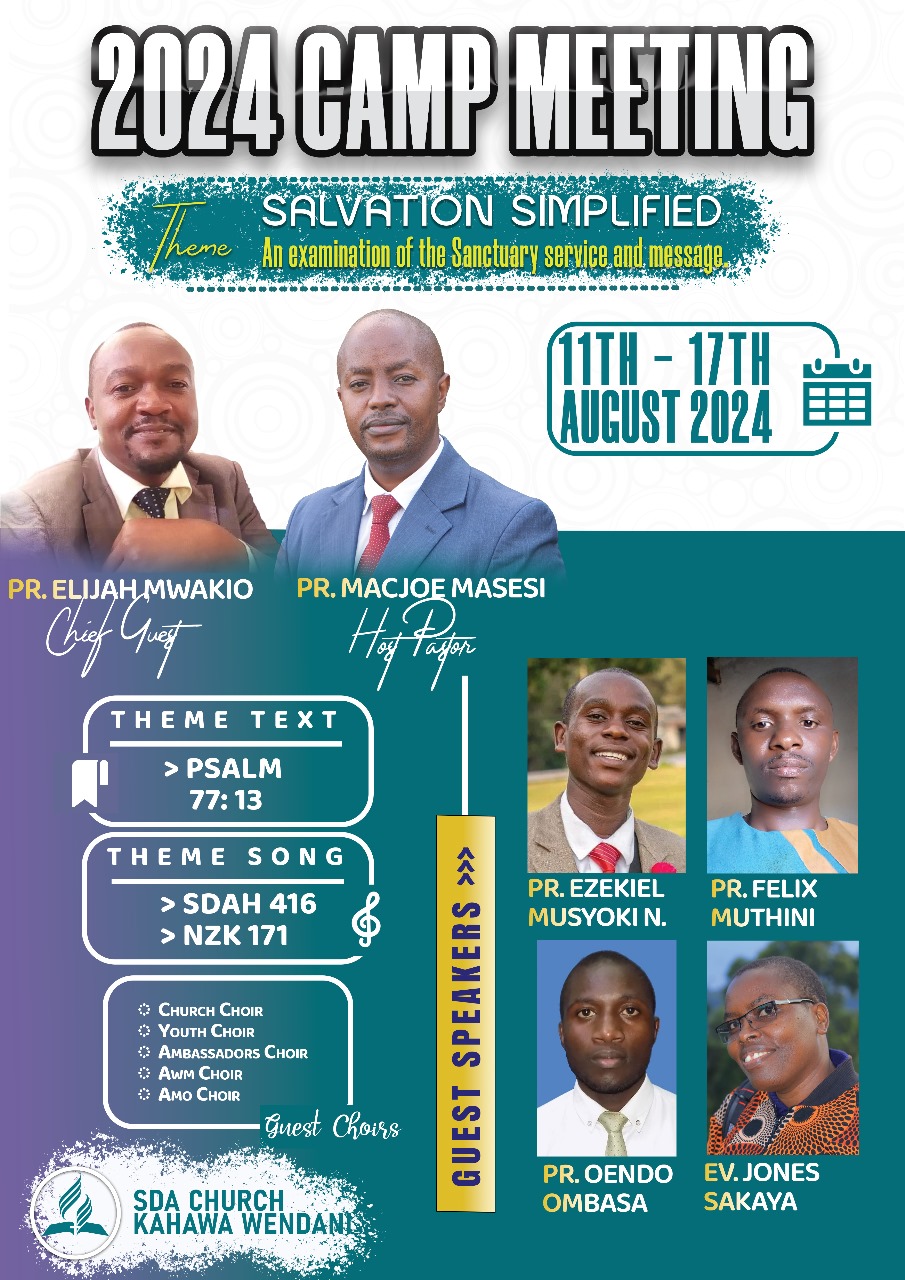 2024 CAMP MEETING
Theme
SALVATION SIMPLIFIED
An examination of the Sanctuary service and message.
11TH - 17TH
AUGUST 2024
PR. ELIJAH MWAKIO
Chief Guest
PR. MACJOE MASESI
Host Pastor
THEME TEXT
> PSALM
77: 13
THEME SONG
> SDAH 416
> NZK 171
CHURCH CHOIR
YOUTH CHOIR
AMBASSADORS CHOIR
AWM CHOIR
AMO CHOIR
Guest Choirs
GUEST SPEAKERS >>>
PR. EZEKIEL
MUSYOKI N.
PR. FELIX
MUTHINI
PR. OENDO
OMBASA
EV. JONES
SAKAYA
SDA CHURCH
KAHAWA WENDANI